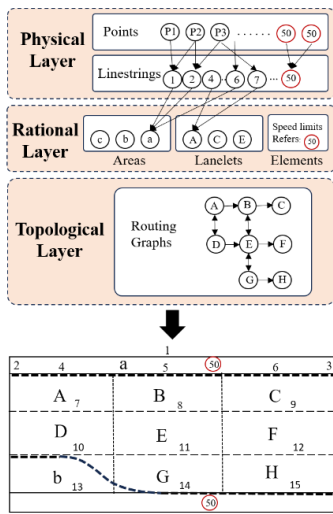 Physical Layer
Points P1 P2 P3 ....... 50 50
Linestrings 1 2 4 ·· 6 7 ... 50
Rational Layer
c b a
Areas
A C E
Lanelets
Speed limits
Refers 50
Elements
Topological Layer
Routing Graphs
A B C
D E F
G H
1
2 4 a 5 50 6 3
A 7 B 8 C 9
D 10 E 11 F 12
b 13 G 14 H 15
50